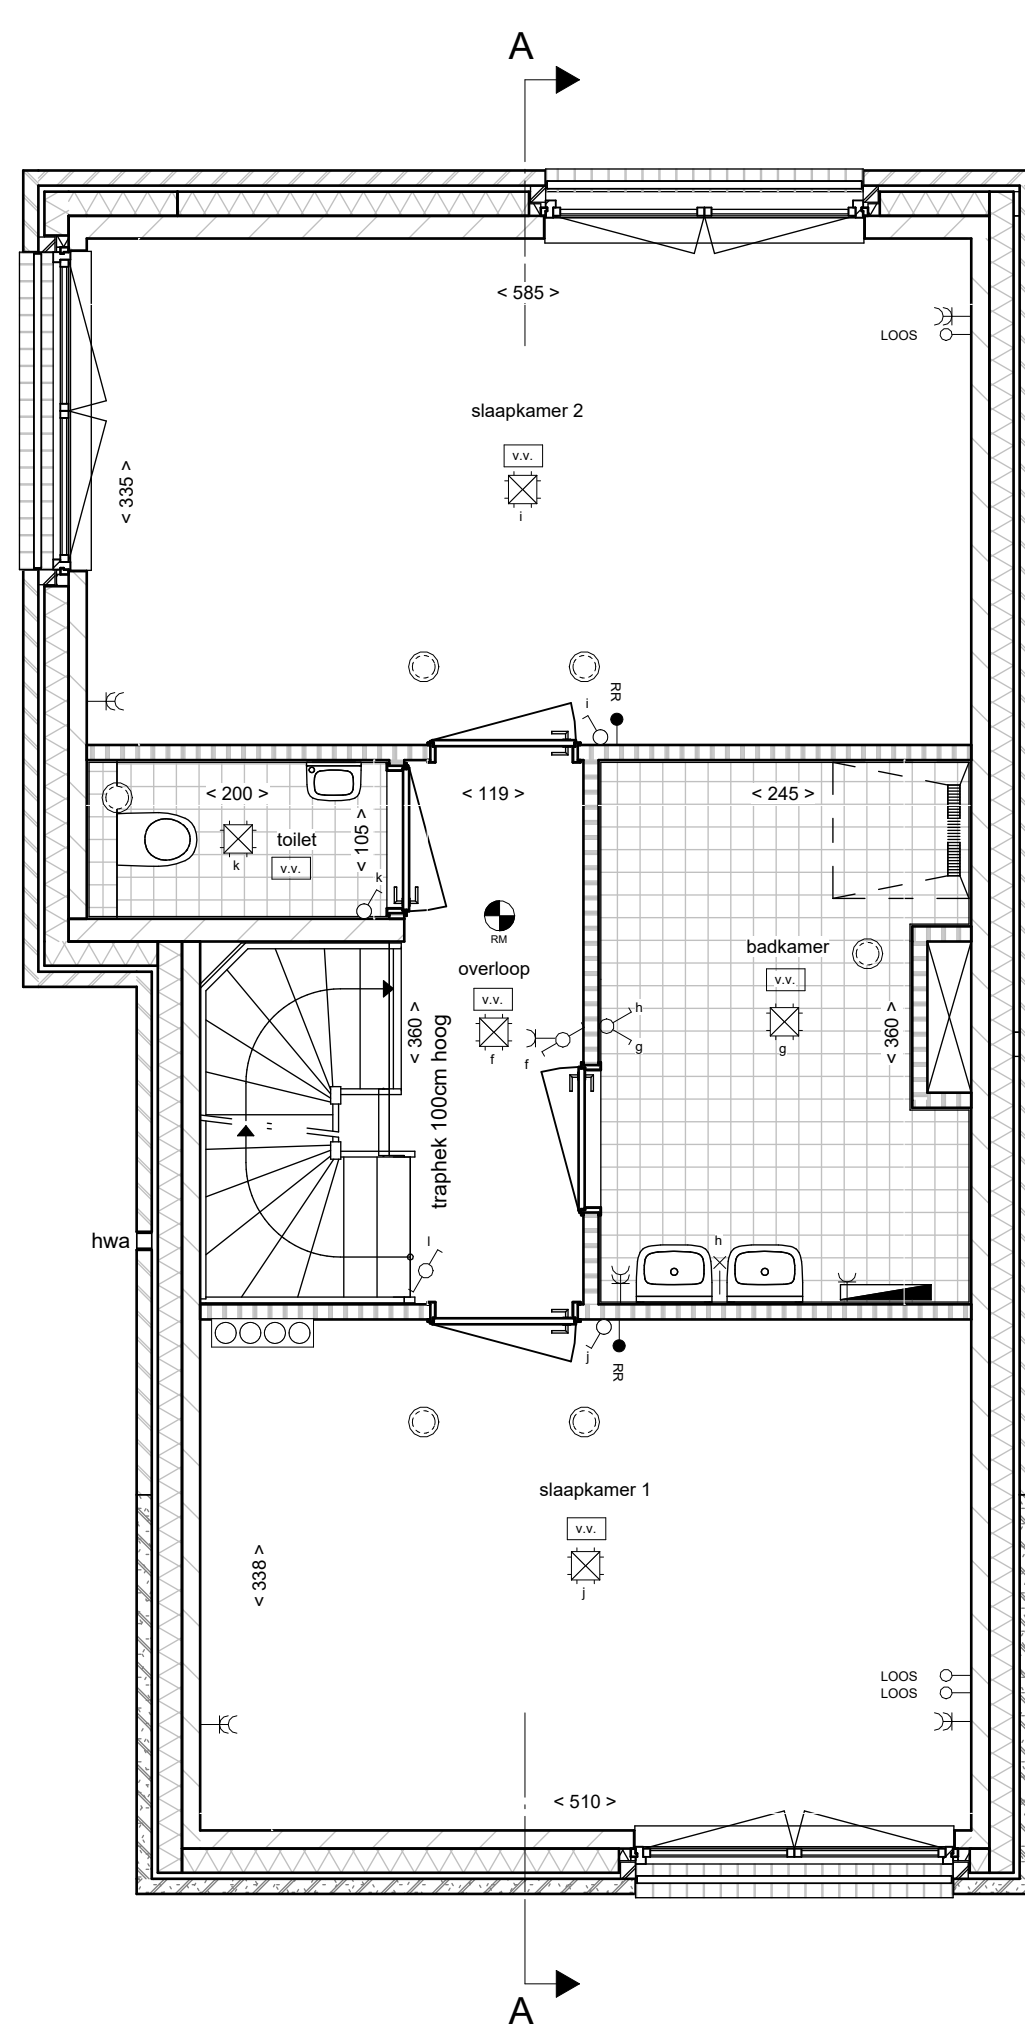 A
< 585 >
LOOS
slaapkamer 2
v.v.
i
< 335 >
RR
i
< 200 >
< 119 >
< 245 >
toilet
v.v.
k
< 105 >
k
RM
overloop
v.v.
f
f
badkamer
v.v.
g
h
g
< 360 >
< 360 >
traphek 100cm hoog
hwa
l
h
j
RR
slaapkamer 1
v.v.
j
< 338 >
LOOS
LOOS
< 510 >
A